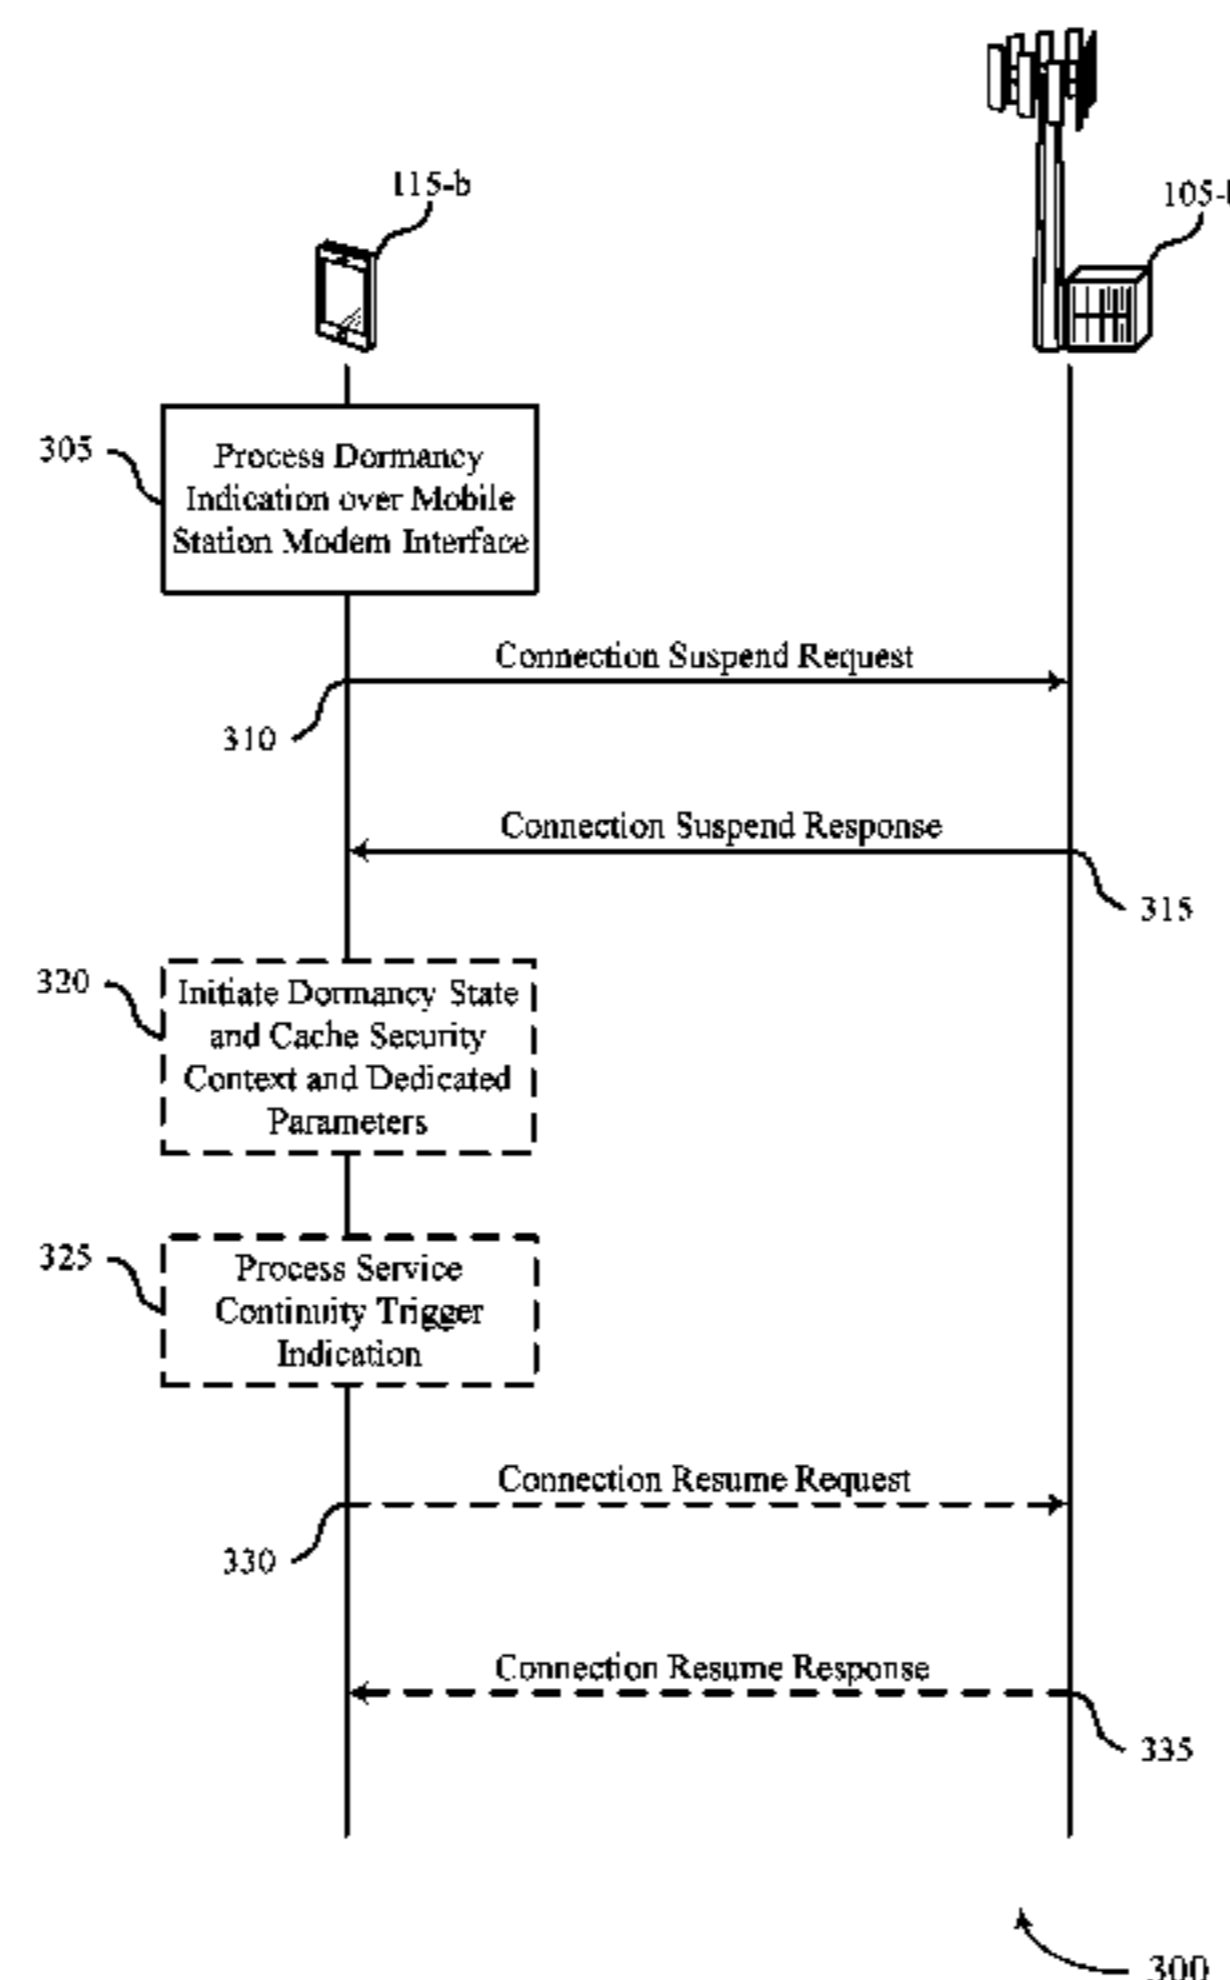 115-b
105-
305
Process Dormancy
Indication over Mobile
Station Modem Interface
Connection Suspend Request
310
Connection Suspend Response
315
320
Initiate Dormancy State
and Cache Security
Context and Dedicated
Parameters
325
Process Service
Continuity Trigger
Indication
Connection Resume Request
330
Connection Resume Response
335
300